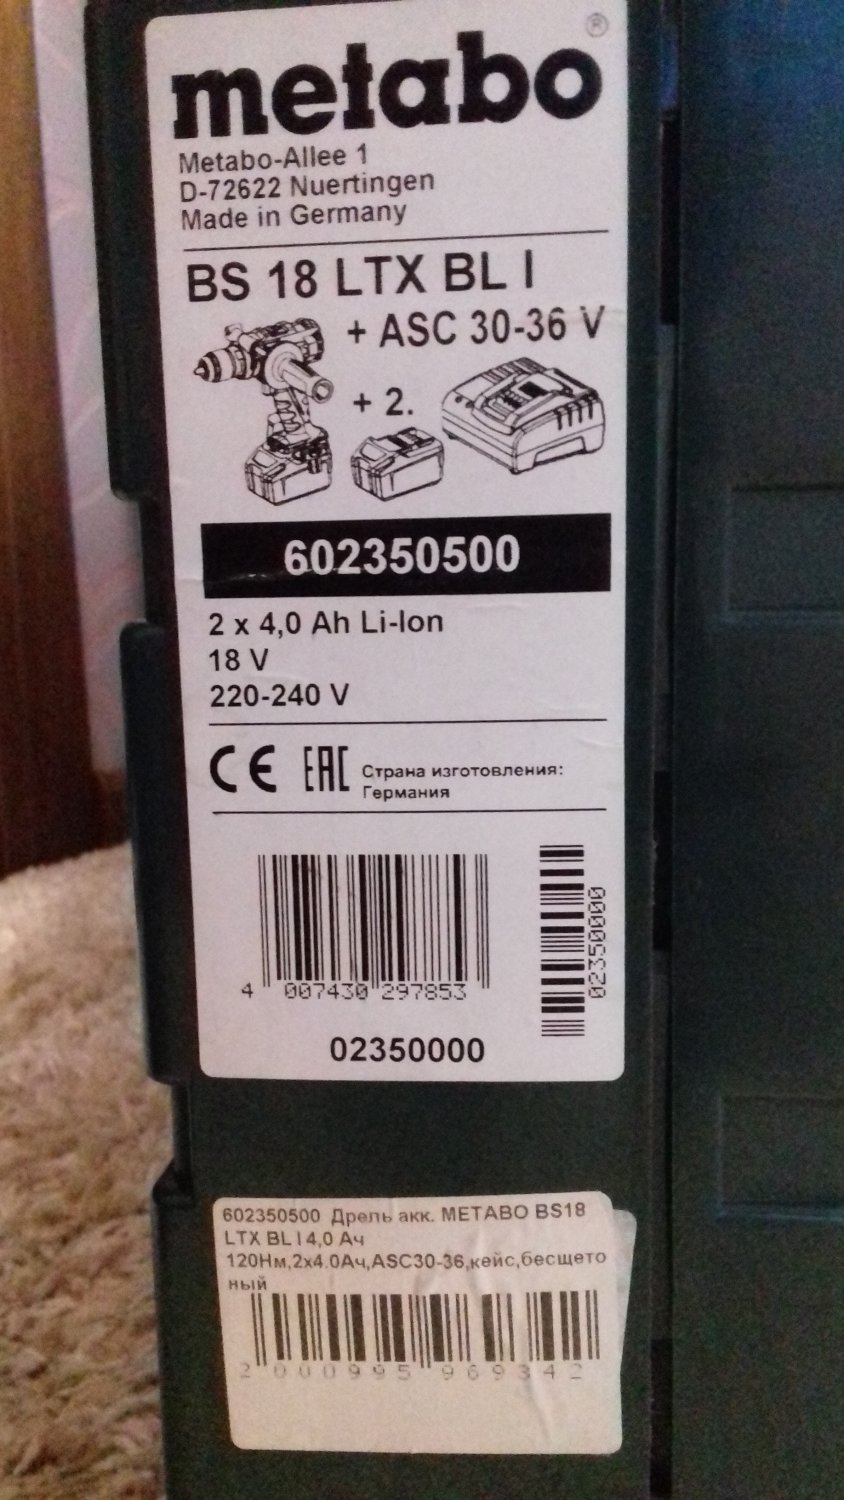 metabo®
Metabo-Allee 1
D-72622 Nuertingen
Made in Germany
BS 18 LTX BL I
+ ASC 30-36 V
+ 2.
602350500
2 x 4,0 Ah Li-Ion
18 V
220-240 V
CE EAC Страна изготовления:
Германия
4 007430 297853
02350000
02350000
602350500 Дрель акк. METABO BS18
LTX BL I 4,0 Ач
120Нм,2x4.0Ач,ASC30-36,кейс,бесщето
ный
2 000995 969342